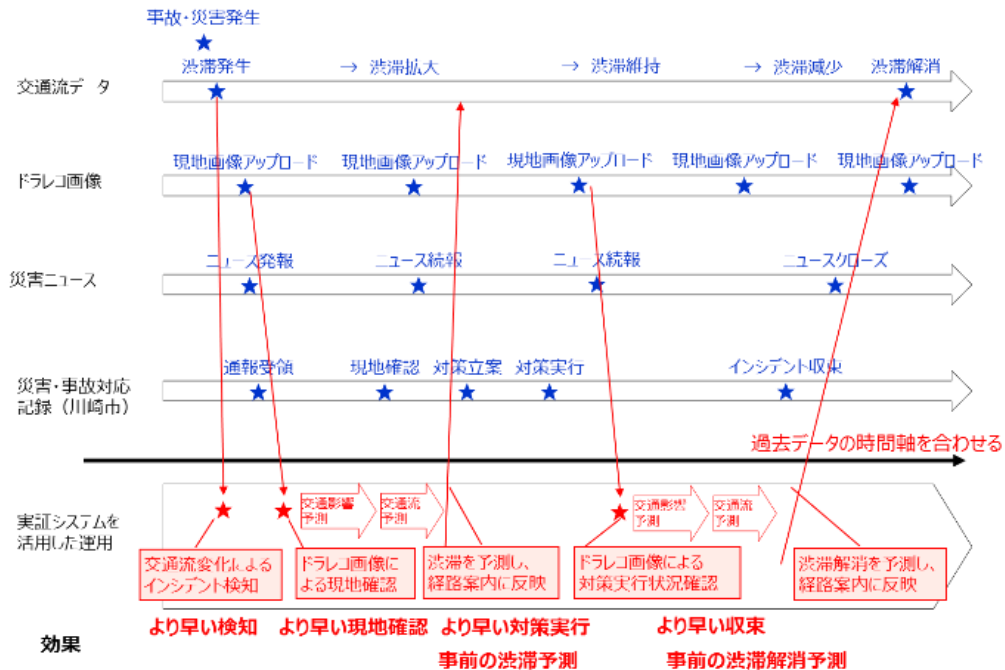 事故・災害発生
交通流データ
渋滞発生 → 渋滞拡大 → 渋滞維持 → 渋滞減少 渋滞解消
ドラレコ画像
現地画像アップロード 現地画像アップロード 現地画像アップロード 現地画像アップロード 現地画像アップロード
災害ニュース
ニュース発報 ニュース続報 ニュース続報 ニュースクローズ
災害・事故対応
記録（川崎市）
通報受領 現地確認 対策立案 対策実行 インシデント収束
過去データの時間軸を合わせる
実証システムを
活用した運用
交通影響
予測
交通流
予測
交通影響
予測
交通流
予測
交通流変化による
インシデント検知
ドラレコ画像に
よる現地確認
渋滞を予測し、
経路案内に反映
ドラレコ画像による
対策実行状況確認
渋滞解消を予測し、
経路案内に反映
効果
より早い検知 より早い現地確認 より早い対策実行 より早い収束
事前の渋滞予測 事前の渋滞解消予測